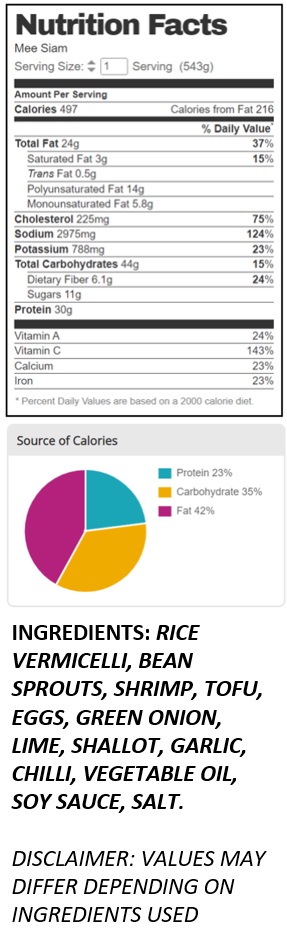 Nutrition Facts
Mee Siam
Serving Size: 1 Serving (543g)
Amount Per Serving
Calories 497 Calories from Fat 216
% Daily Value*
Total Fat 24g 37%
Saturated Fat 3g 15%
Trans Fat 0.5g
Polyunsaturated Fat 14g
Monounsaturated Fat 5.8g
Cholesterol 225mg 75%
Sodium 2975mg 124%
Potassium 788mg 23%
Total Carbohydrates 44g 15%
Dietary Fiber 6.1g 24%
Sugars 11g
Protein 30g
Vitamin A 24%
Vitamin C 143%
Calcium 23%
Iron 23%
* Percent Daily Values are based on a 2000 calorie diet.
Source of Calories
Protein 23%
Carbohydrate 35%
Fat 42%
INGREDIENTS: RICE
VERMICELLI, BEAN
SPROUTS, SHRIMP, TOFU,
EGGS, GREEN ONION,
LIME, SHALLOT, GARLIC,
CHILLI, VEGETABLE OIL,
SOY SAUCE, SALT.
DISCLAIMER: VALUES MAY
DIFFER DEPENDING ON
INGREDIENTS USED